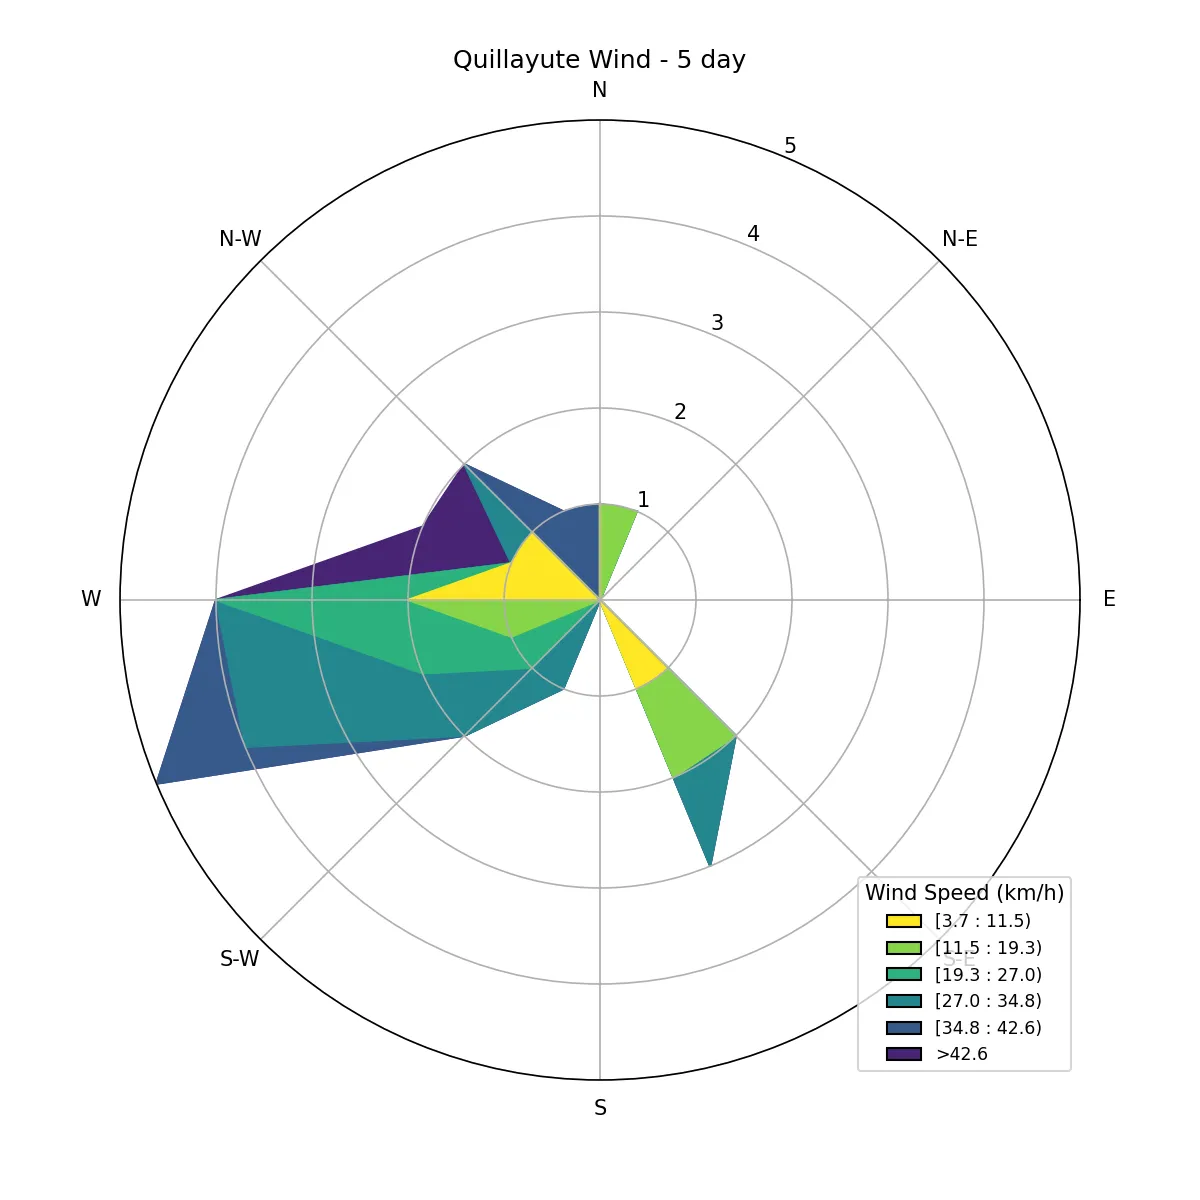 Quillayute Wind - 5 day
N
5
N-W
N-E
4
3
2
1
W
E
Wind Speed (km/h)
[3.7 : 11.5)
[11.5 : 19.3)
S-W
S-E
[19.3 : 27.0)
[27.0 : 34.8)
[34.8 : 42.6)
>42.6
S